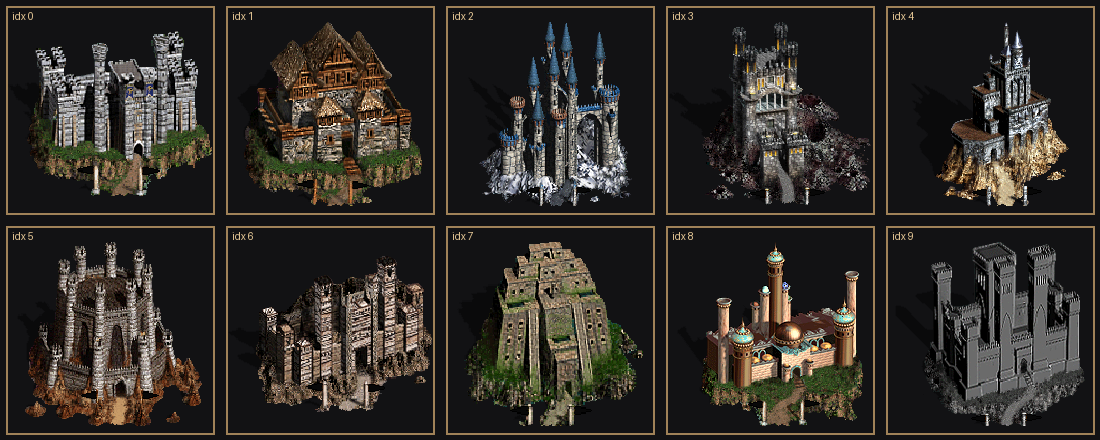 idx 0
idx 1
idx 2
idx 3
idx 4
idx 5
idx 6
idx 7
idx 8
idx 9